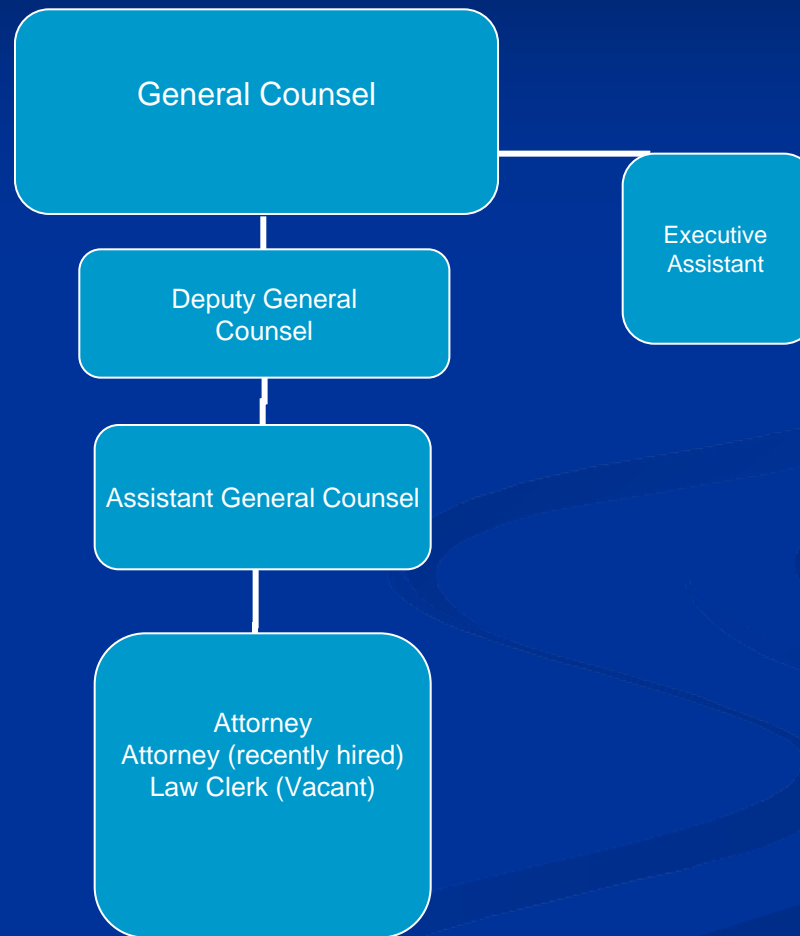 General Counsel
Executive
Assistant
Deputy General
Counsel
Assistant General Counsel
Attorney
Attorney (recently hired)
Law Clerk (Vacant)